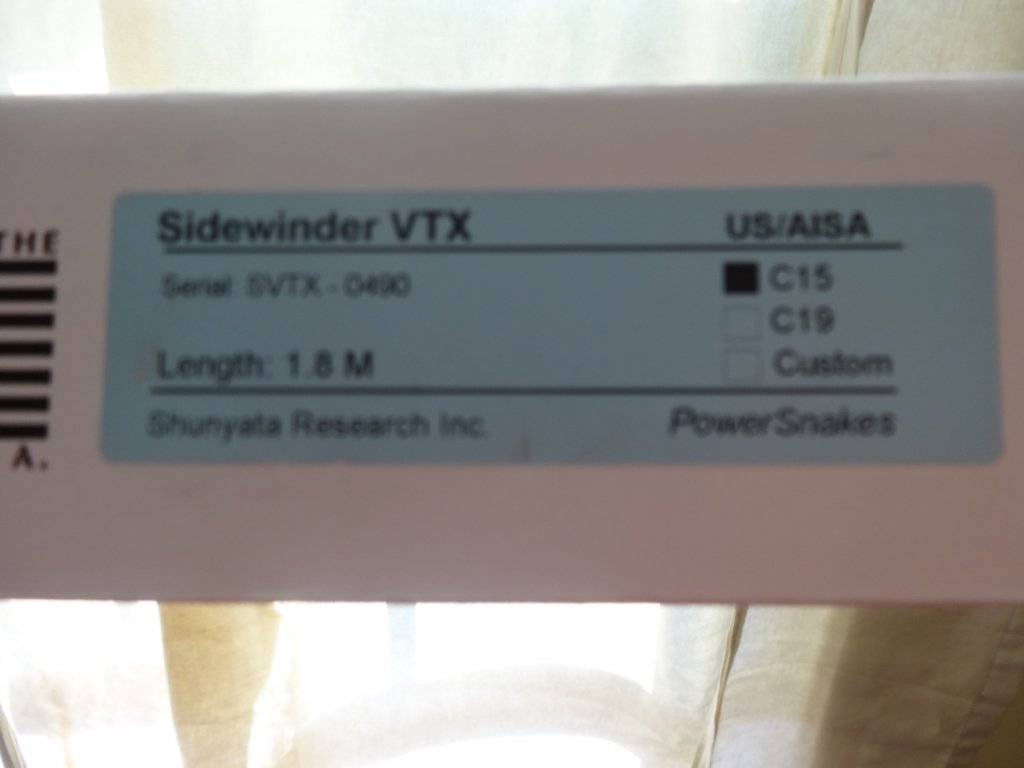 THE
A.
Sidewinder VTX US/AISA
Serial: SVTX - 0490 C15
C19
Length: 1.8 M Custom
Shunyata Research Inc. PowerSnakes